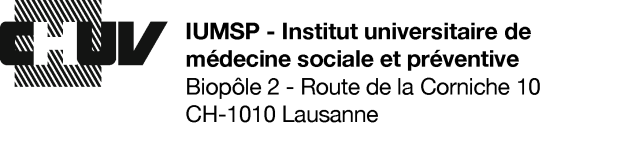 CHUV
IUMSP - Institut universitaire de
médecine sociale et préventive
Biopôle 2 - Route de la Corniche 10
CH-1010 Lausanne